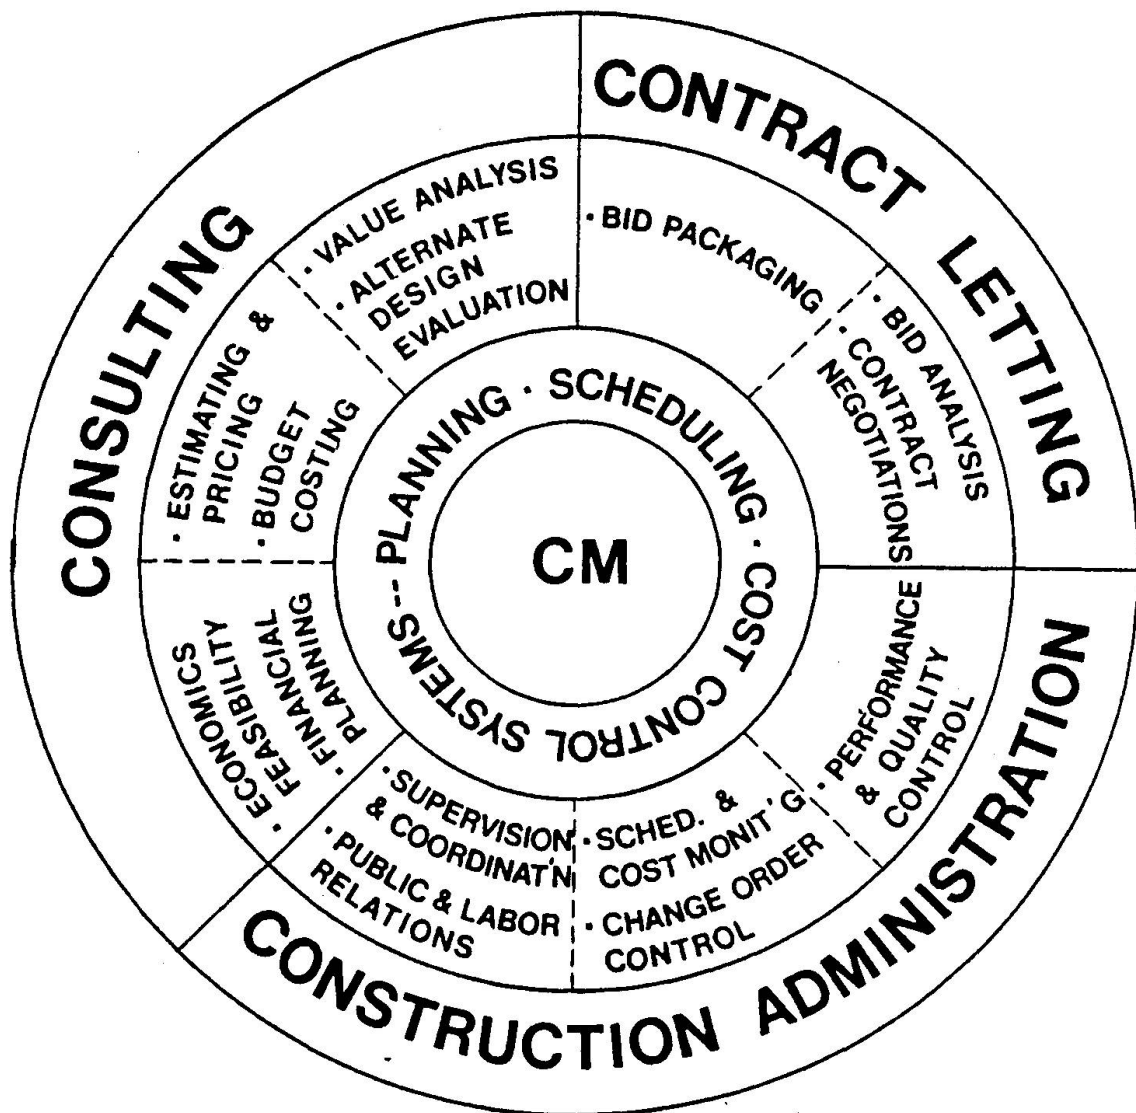 CONTRACT LETTING
· BID PACKAGING
· BID ANALYSIS
· CONTRACT
NEGOTIATIONS
CONSTRUCTION ADMINISTRATION
· PERFORMANCE
& QUALITY
CONTROL
· SCHED. &
COST MONIT'G
· CHANGE ORDER
CONTROL
· SUPERVISION
& COORDINAT'N
· PUBLIC & LABOR
RELATIONS
CONSULTING
· ECONOMICS
FEASIBILITY
· FINANCIAL
PLANNING
· ESTIMATING &
PRICING
· BUDGET
COSTING
· VALUE ANALYSIS
· ALTERNATE
DESIGN
EVALUATION
PLANNING · SCHEDULING · COST CONTROL SYSTEMS--
CM